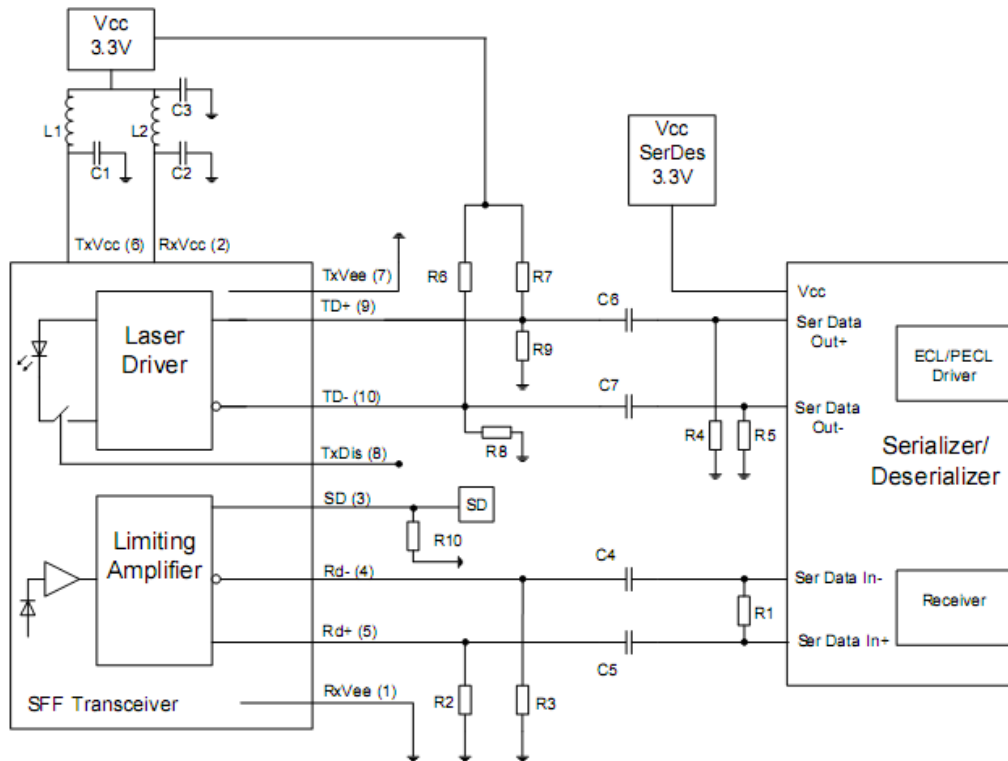 Vcc
3.3V
C3
L1
L2
C1
C2
Vcc
SerDes
3.3V
TxVcc (6)
RxVcc (2)
TxVee (7)
R6
R7
C6
Vcc
TD+ (9)
Ser Data
Out+
Laser
Driver
R9
ECL/PECL
Driver
C7
TD- (10)
Ser Data
Out-
R8
R4
R5
Serializer/
Deserializer
TxDis (8)
SD (3)
SD
Limiting
Amplifier
R10
C4
Rd- (4)
Ser Data In-
R1
Receiver
Rd+ (5)
Ser Data In+
C5
RxVee (1)
R2
R3
SFF Transceiver